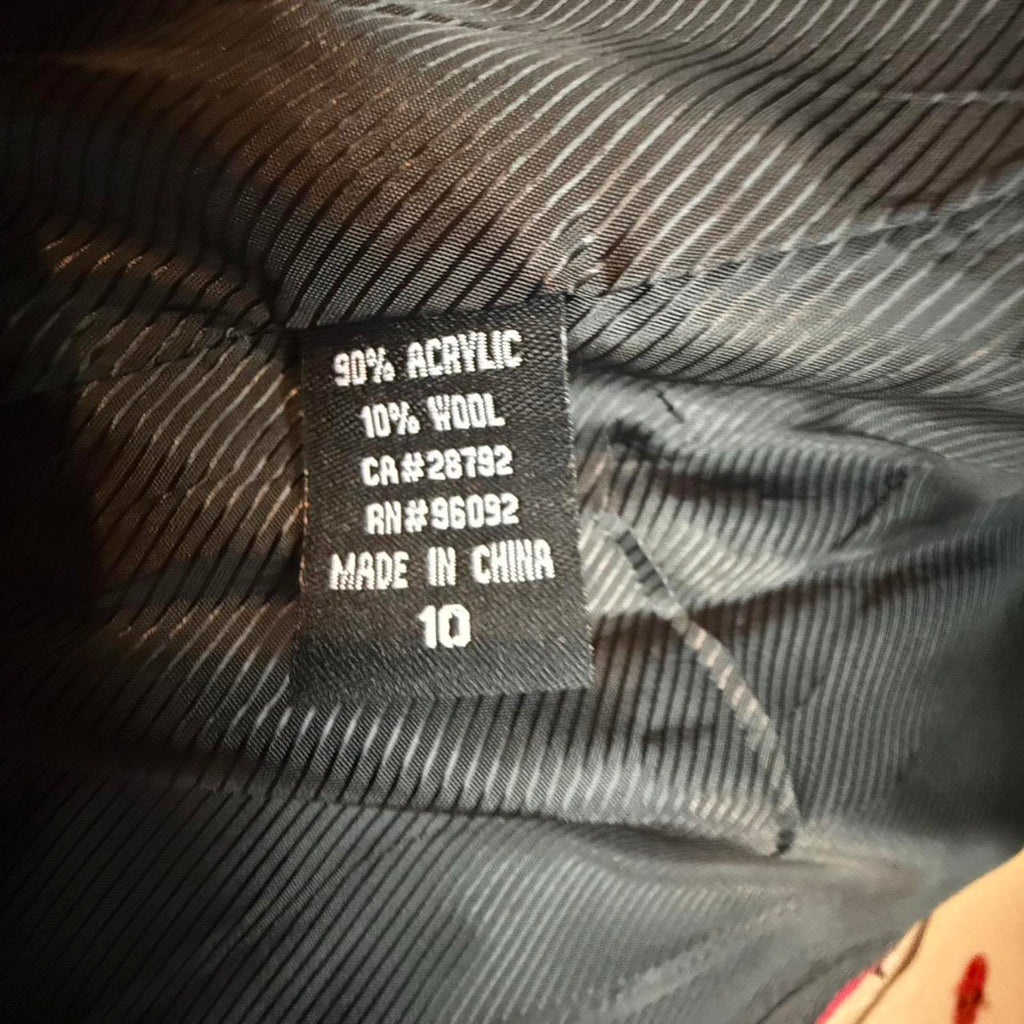 90% ACRYLIC
10% WOOL
CA#28792
RN#96092
MADE IN CHINA
10